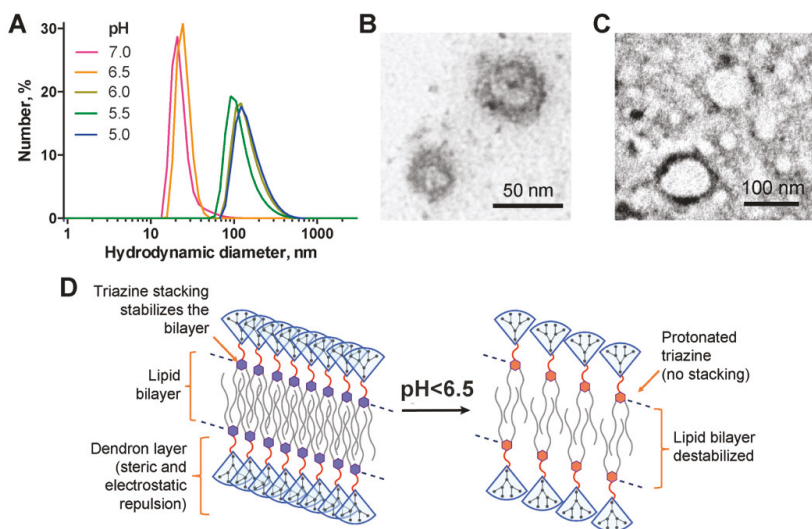 A
pH
7.0
6.5
6.0
5.5
5.0
30
20
10
0
Number, %
1
10
100
1000
Hydrodynamic diameter, nm
B
50 nm
C
100 nm
D
Triazine stacking
stabilizes the
bilayer
Lipid
bilayer
Dendron layer
(steric and
electrostatic
repulsion)
pH<6.5
Protonated
triazine
(no stacking)
Lipid bilayer
destabilized